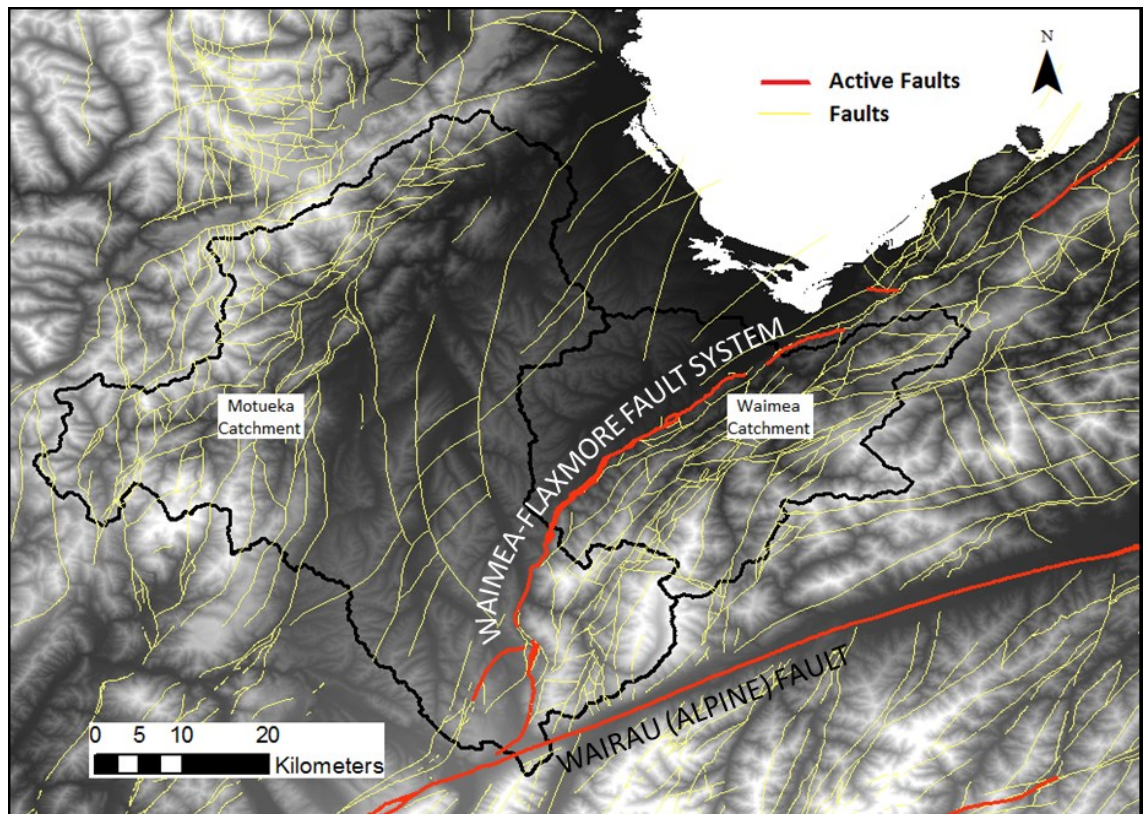 N
Active Faults
Faults
Motueka
Catchment
WAIMEA-FLAXMORE FAULT SYSTEM
Waimea
Catchment
WAIRAU (ALPINE) FAULT
0 5 10 20
Kilometers